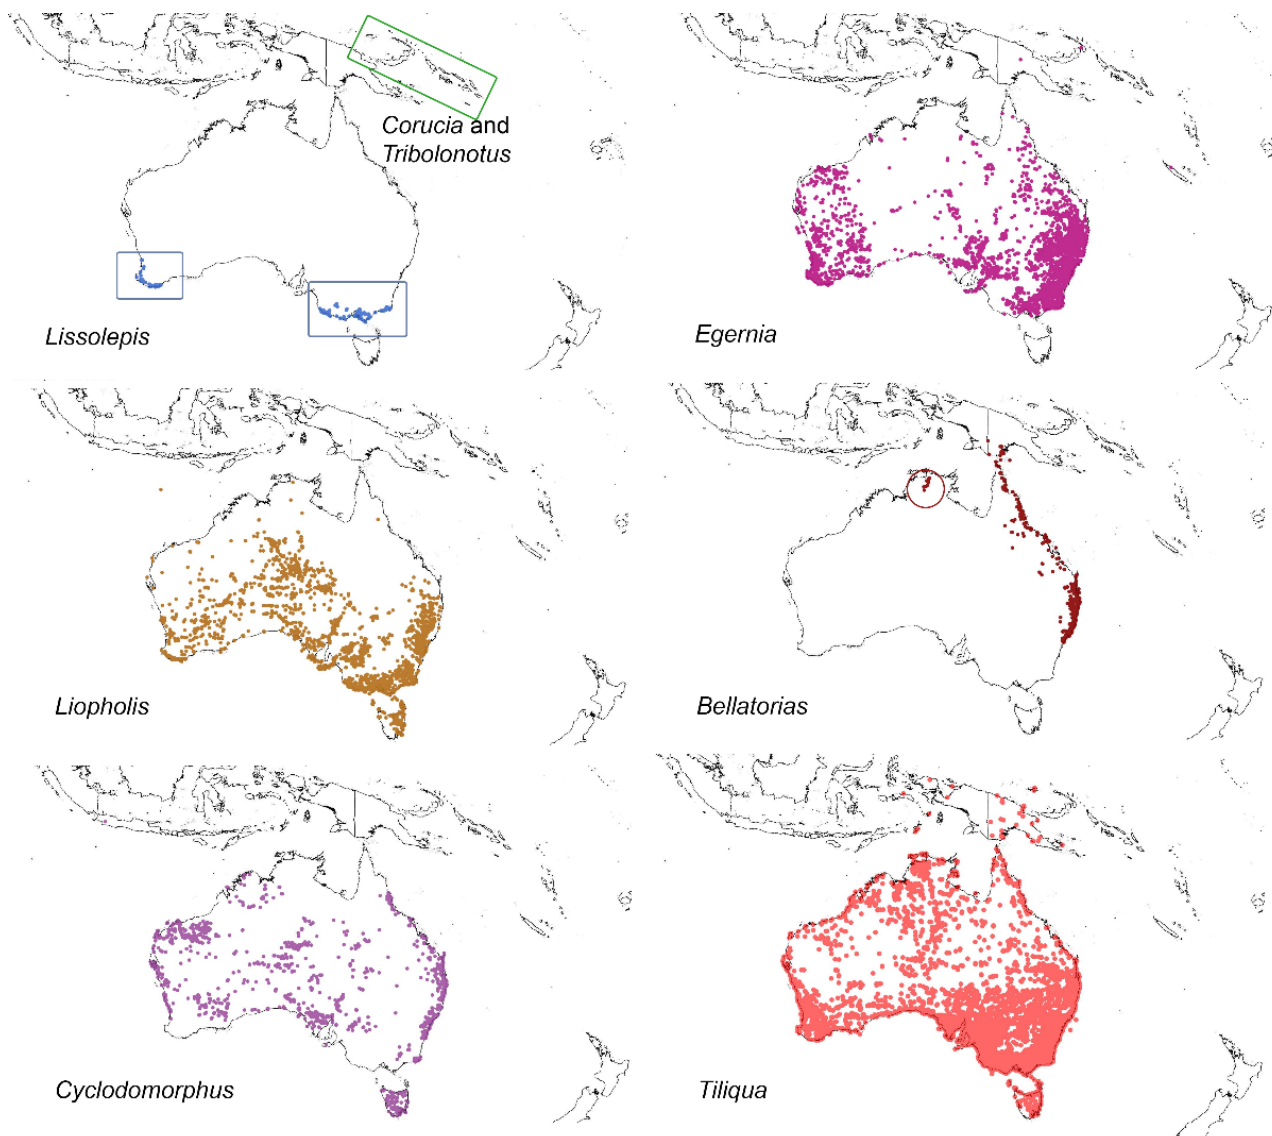 Corucia and
Tribolonotus
Lissolepis
Egernia
Liopholis
Bellatorias
Cyclodomorphus
Tiliqua